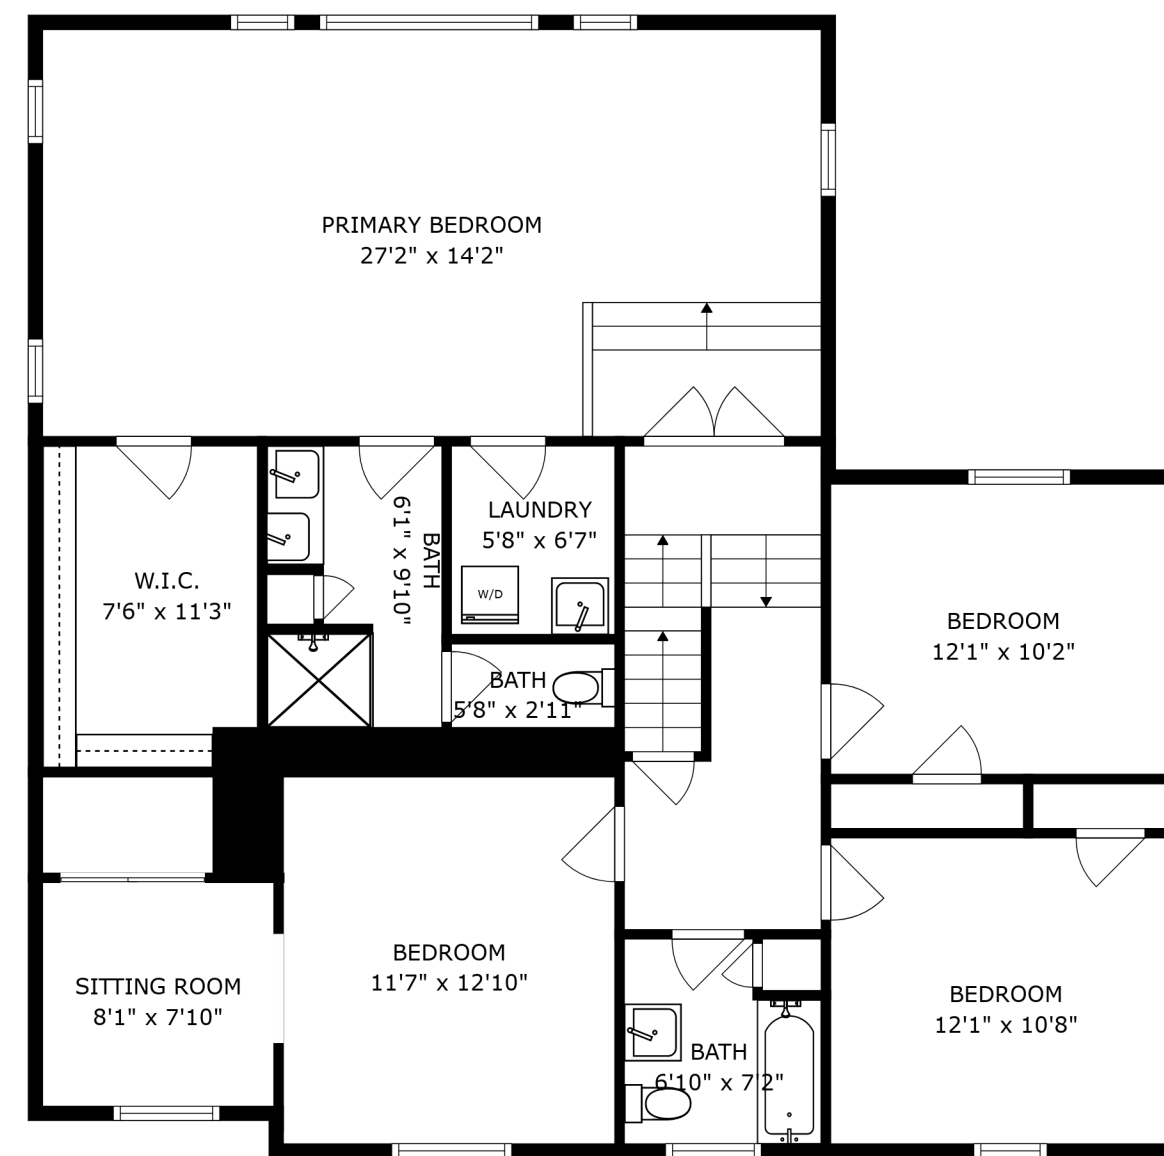 PRIMARY BEDROOM
27'2" x 14'2"
LAUNDRY
5'8" x 6'7"
W/D
BATH
6'1" x 9'10"
W.I.C.
7'6" x 11'3"
BATH
5'8" x 2'11"
BEDROOM
12'1" x 10'2"
BEDROOM
11'7" x 12'10"
SITTING ROOM
8'1" x 7'10"
BEDROOM
12'1" x 10'8"
BATH
6'10" x 7'2"